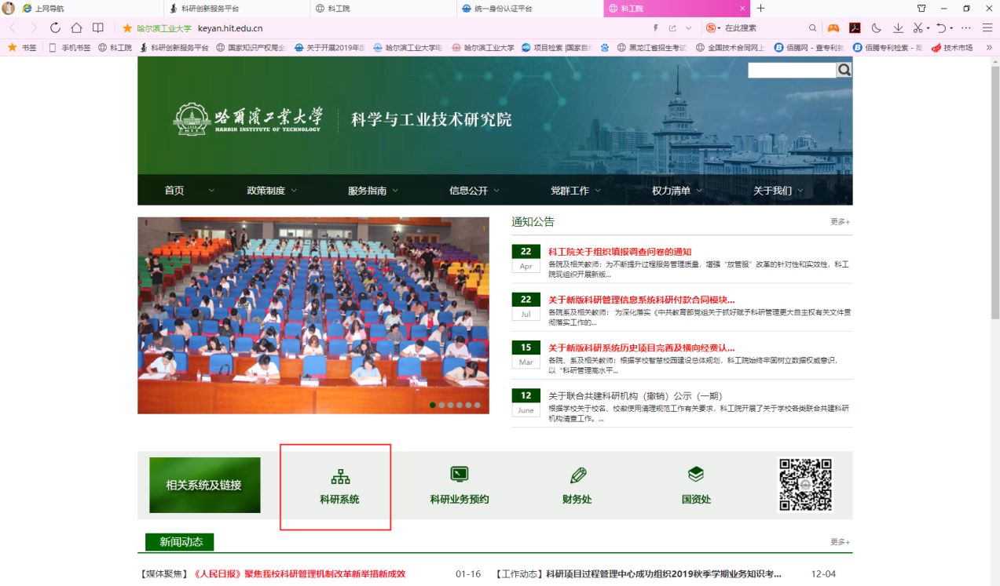 上网导航
科研创新服务平台
科工院
统一身份认证平台
科工院
哈尔滨工业大学 keyan.hit.edu.cn
在此搜索
书签 手机书签 科工院 科研创新服务平台 国家知识产权局全 关于开展2019年度 哈尔滨工业大学电 哈尔滨工业大学 项目检索 |国家自然 黑龙江省招生考试 全国技术合同网上 佰腾网 - 查专利就 佰腾专利检索 - 技术市场
哈尔滨工业大学
HARBIN INSTITUTE OF TECHNOLOGY
科学与工业技术研究院
首页 政策制度 服务指南 信息公开 党群工作 权力清单 关于我们
通知公告 更多+
22 Apr
科工院关于组织填报调查问卷的通知
各院及相关教师：为不断提升过程服务管理质量，增强“放管服”改革的针对性和实效性，科工
院现组织开展新版...
22 Jul
关于新版科研管理信息系统科研付款合同模块...
各院系及相关教师： 为深化落实《中共教育部党组关于抓好赋予科研管理更大自主权有关文件贯
彻落实工作的...
15 Mar
关于新版科研系统历史项目完善及横向经费认...
各院、系及相关教师：根据学校智慧校园建设总体规划，科工院始终牢固树立数据权威意识，
以“科研管理高水平...
12 June
关于联合共建科研机构（撤销）公示（一期）
根据学校关于校名、校徽使用清理规范工作有关要求，科工院开展了关于学校各类联合共建科研
机构清查工作。...
相关系统及链接
科研系统 科研业务预约 财务处 国资处
新闻动态 更多+
【媒体聚焦】《人民日报》聚焦我校科研管理机制改革新举措新成效 01-16
【工作动态】科研项目过程管理中心成功组织2019秋季学期业务知识考... 12-04